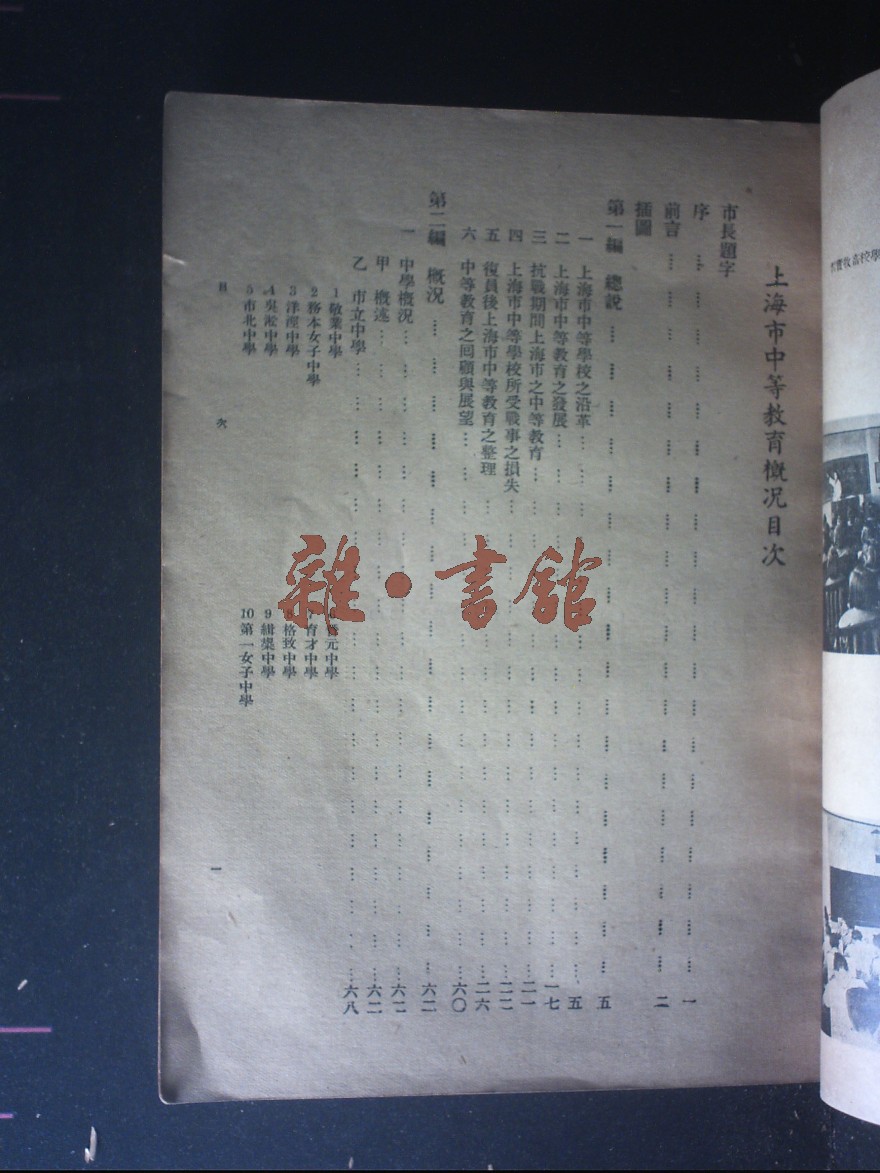 上海市中等教育概况目次
市長題字
序 一
前言 二
插圖
第一編 總說 五
一 上海市中等學校之沿革 五
二 上海市中等教育之發展 一七
三 抗戰期間上海市之中等教育 二一
四 上海市中等學校所受戰事之損失 二二
五 復員後上海市中等教育之整理 二六
六 中等教育之回顧與展望 六〇
第二編 概況 六二
一 中學概況 六二
甲 概述 六二
乙 市立中學 六八
1 敬業中學
2 務本女子中學
3 洋涇中學
4 吳淞中學
5 市北中學
元中學
7 育才中學
8 格致中學
9 緝槼中學
10 第一女子中學
目 次
一
雜·書館